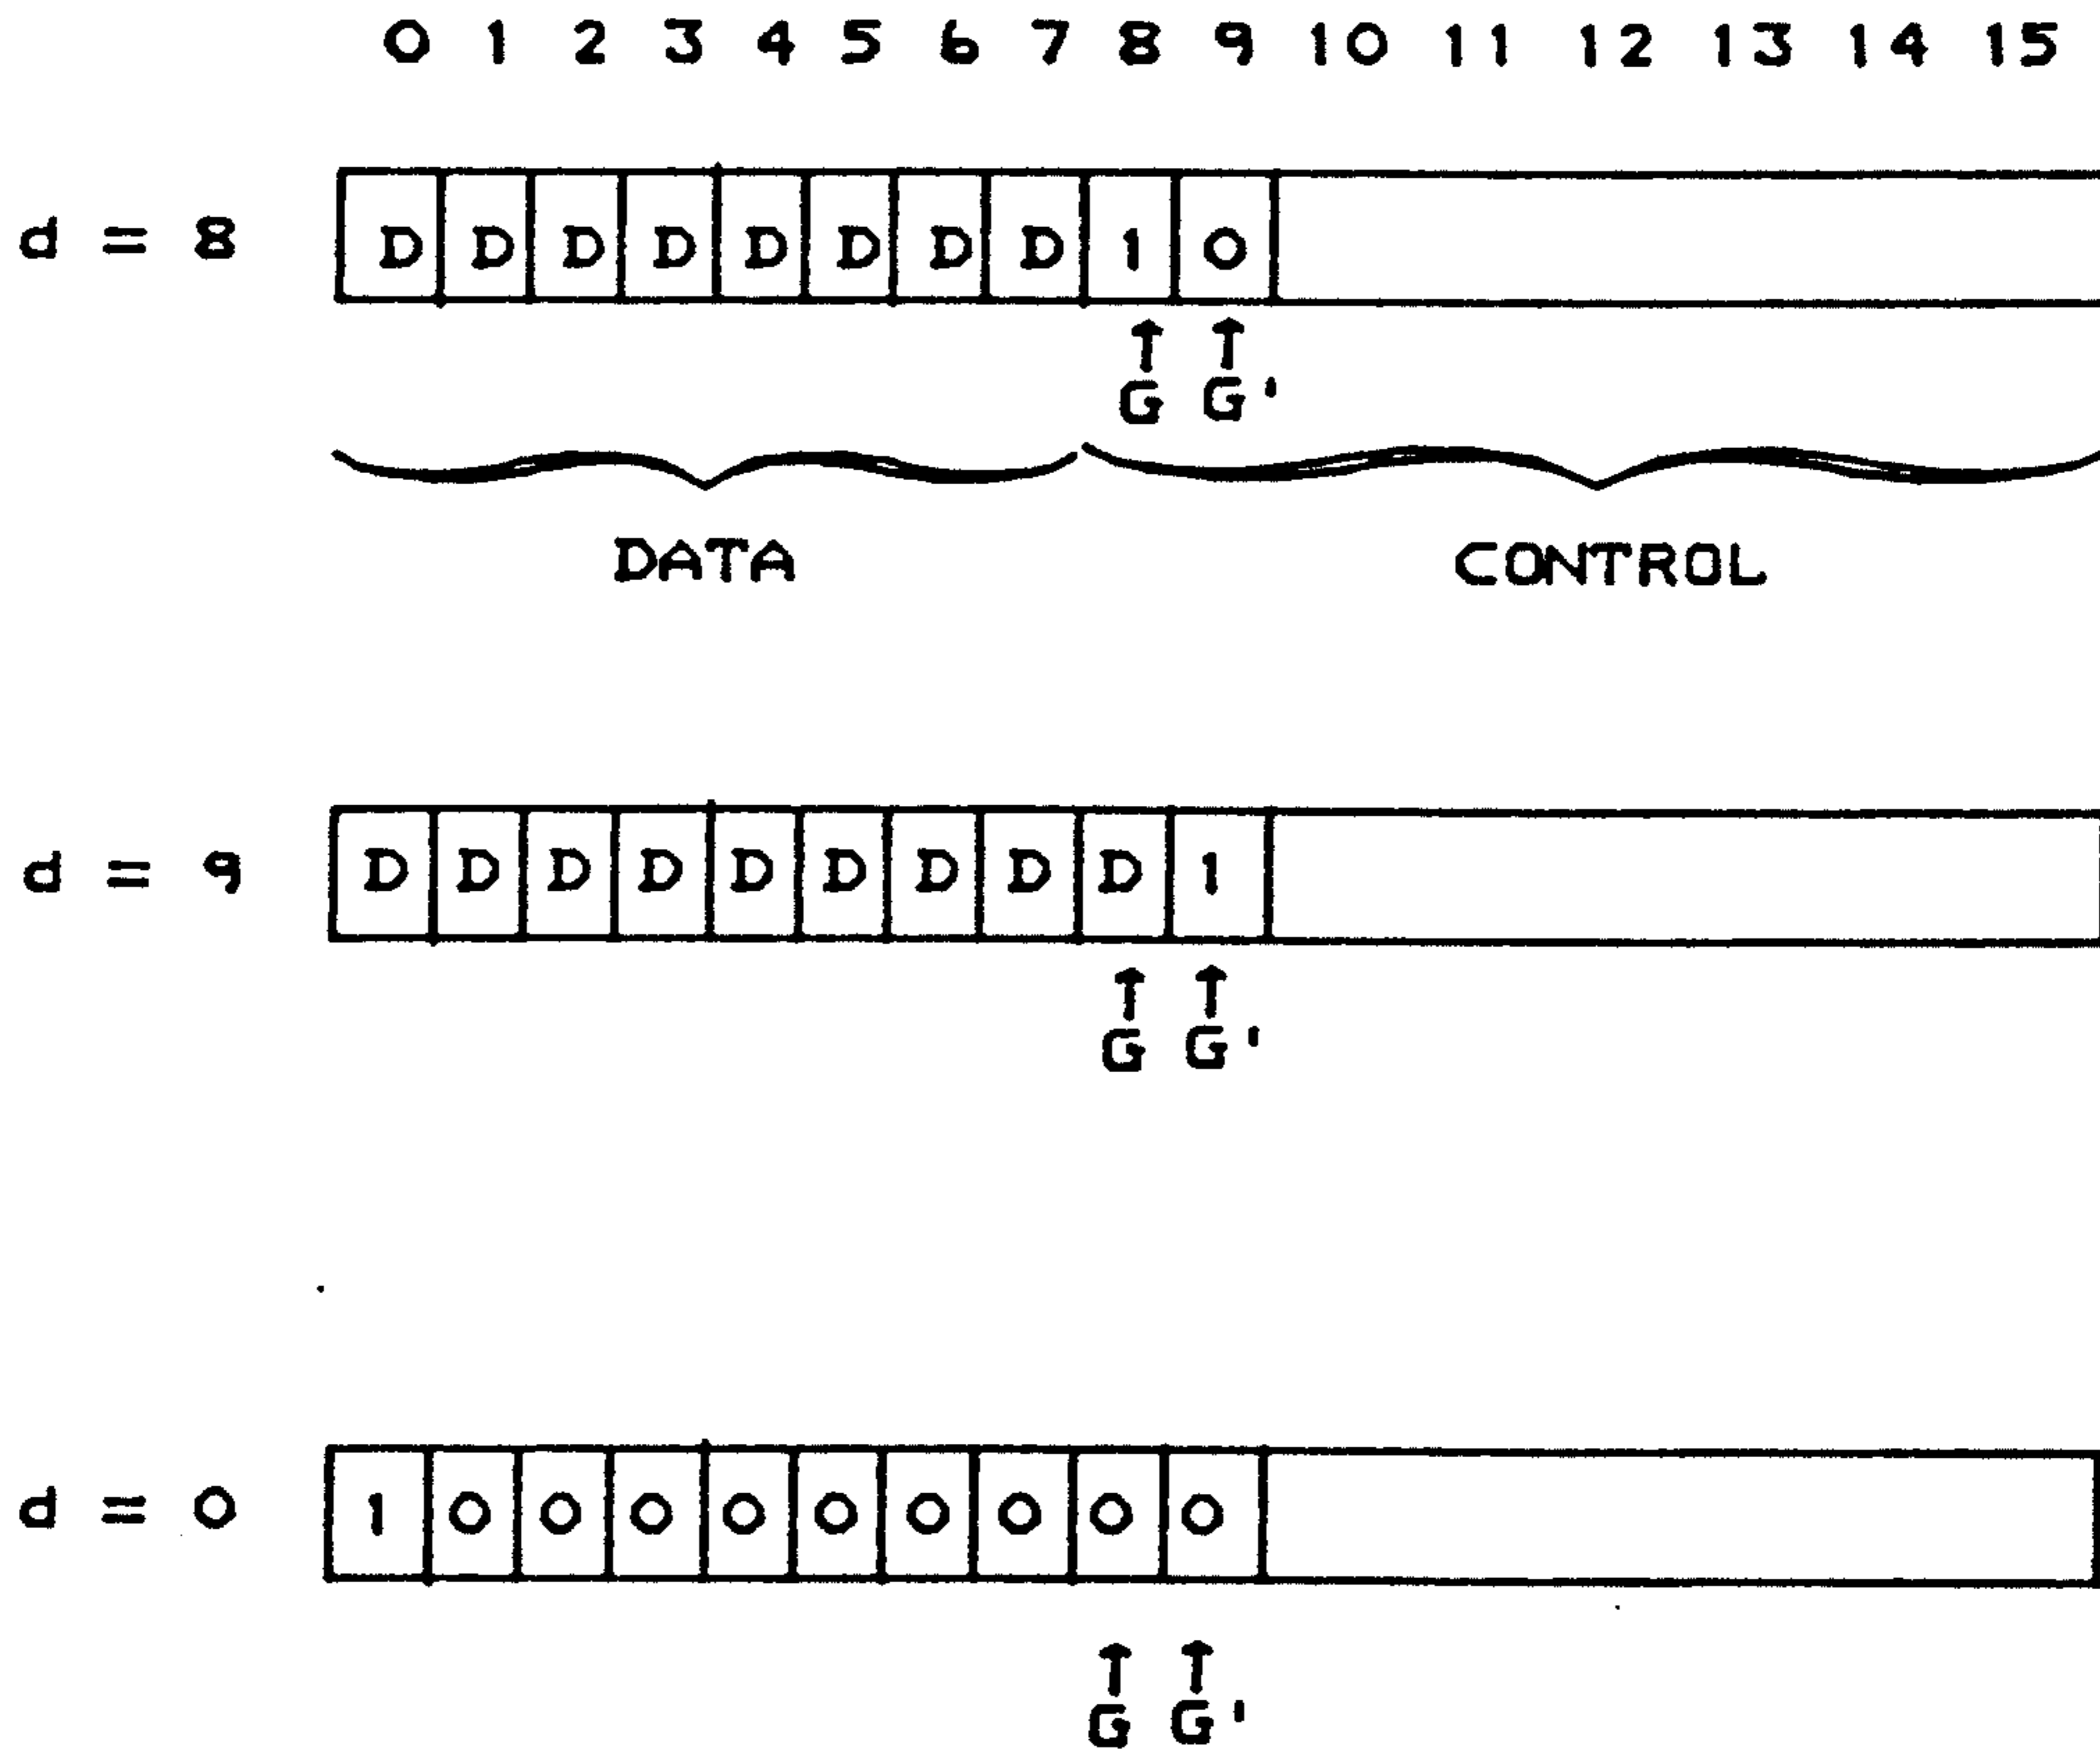 0 1 2 3 4 5 6 7 8 9 10 11 12 13 14 15
d = 8 D D D D D D D D 1 0
G G'
DATA CONTROL
d = 9 D D D D D D D D D 1
G G'
d = 0 1 0 0 0 0 0 0 0 0 0
G G'